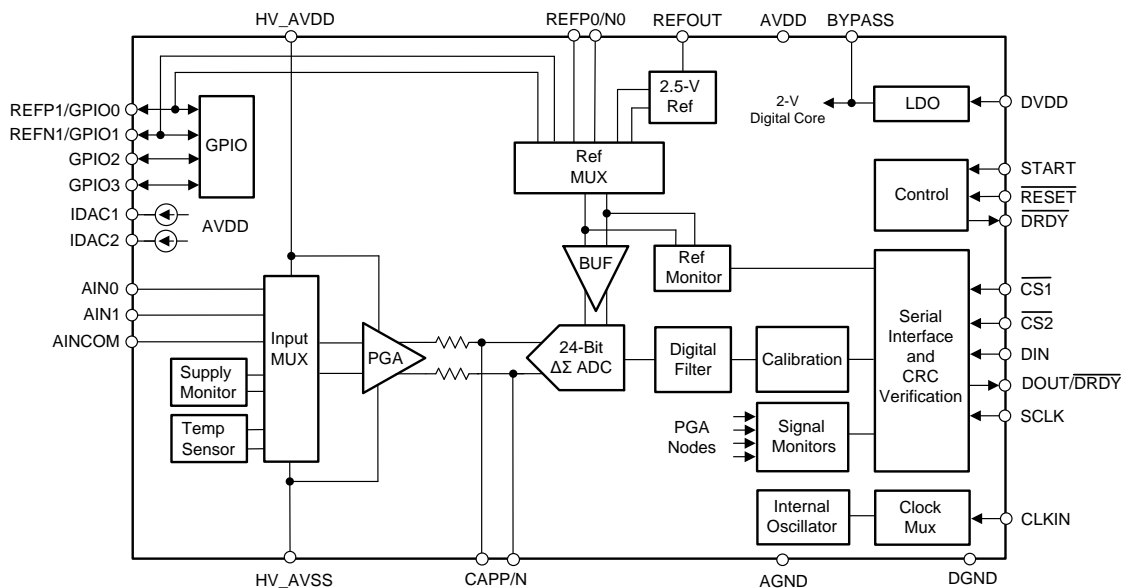 HV_AVDD
REFP0/N0
REFOUT
AVDD
BYPASS
REFP1/GPIO0
REFN1/GPIO1
GPIO2
GPIO3
IDAC1
IDAC2
AVDD
GPIO
2.5-V
Ref
2-V
Digital Core
LDO
DVDD
Ref
MUX
Control
START
RESET
DRDY
BUF
Ref
Monitor
AIN0
AIN1
AINCOM
Input
MUX
Supply
Monitor
Temp
Sensor
PGA
24-Bit
ΔΣ ADC
Digital
Filter
Calibration
Serial
Interface
and
CRC
Verification
CS1
CS2
DIN
DOUT/DRDY
SCLK
PGA
Nodes
Signal
Monitors
Internal
Oscillator
Clock
Mux
CLKIN
HV_AVSS
CAPP/N
AGND
DGND